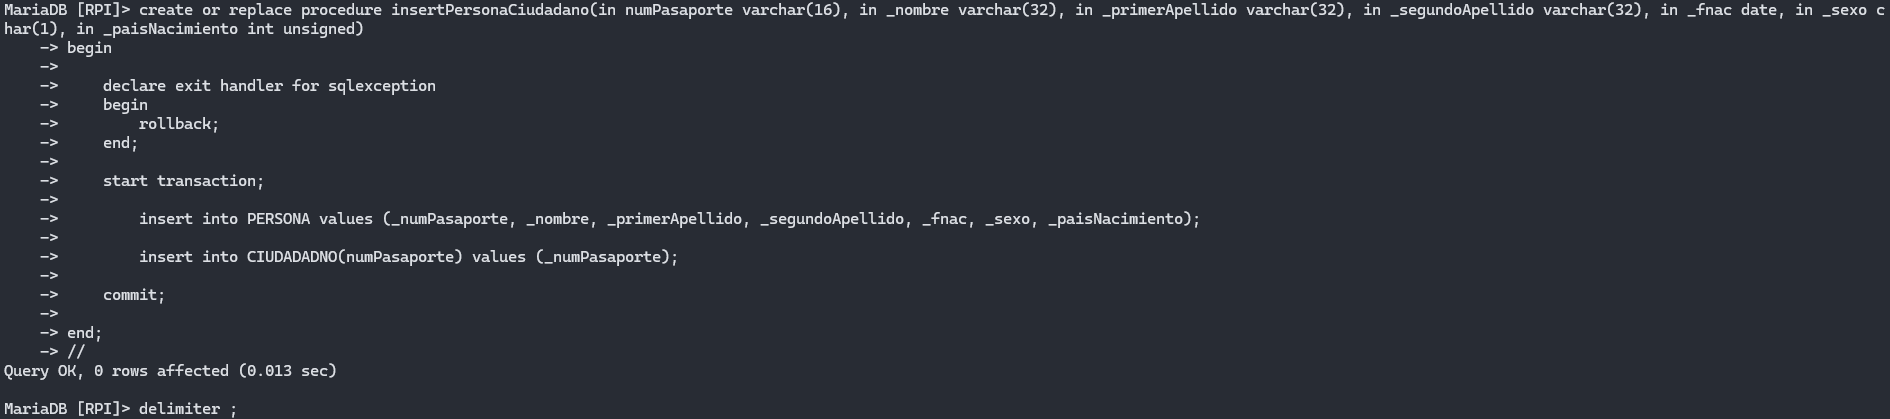 MariaDB [RPI]> create or replace procedure insertPersonaCiudadano(in numPasaporte varchar(16), in _nombre varchar(32), in _primerApellido varchar(32), in _segundoApellido varchar(32), in _fnac date, in _sexo c
har(1), in _paisNacimiento int unsigned)
    -> begin
    ->
    ->     declare exit handler for sqlexception
    ->     begin
    ->         rollback;
    ->     end;
    ->
    ->     start transaction;
    ->
    ->         insert into PERSONA values (_numPasaporte, _nombre, _primerApellido, _segundoApellido, _fnac, _sexo, _paisNacimiento);
    ->
    ->         insert into CIUDADADNO(numPasaporte) values (_numPasaporte);
    ->
    ->     commit;
    ->
    -> end;
    -> //
Query OK, 0 rows affected (0.013 sec)

MariaDB [RPI]> delimiter ;